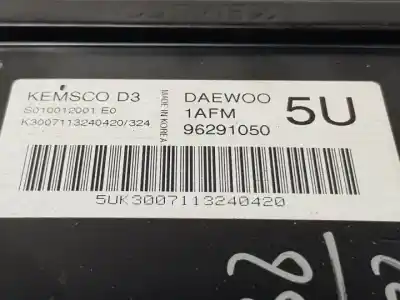 KEMSCO D3
S010012001 E0
K3007113240420/324
MADE IN KOREA
DAEWOO
1AFM
96291050
5U
5UK3007113240420